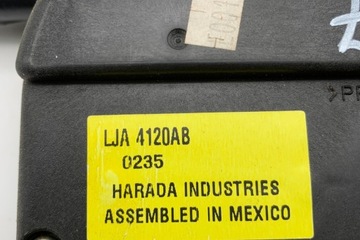 LJA 4120AB
0235
HARADA INDUSTRIES
ASSEMBLED IN MEXICO